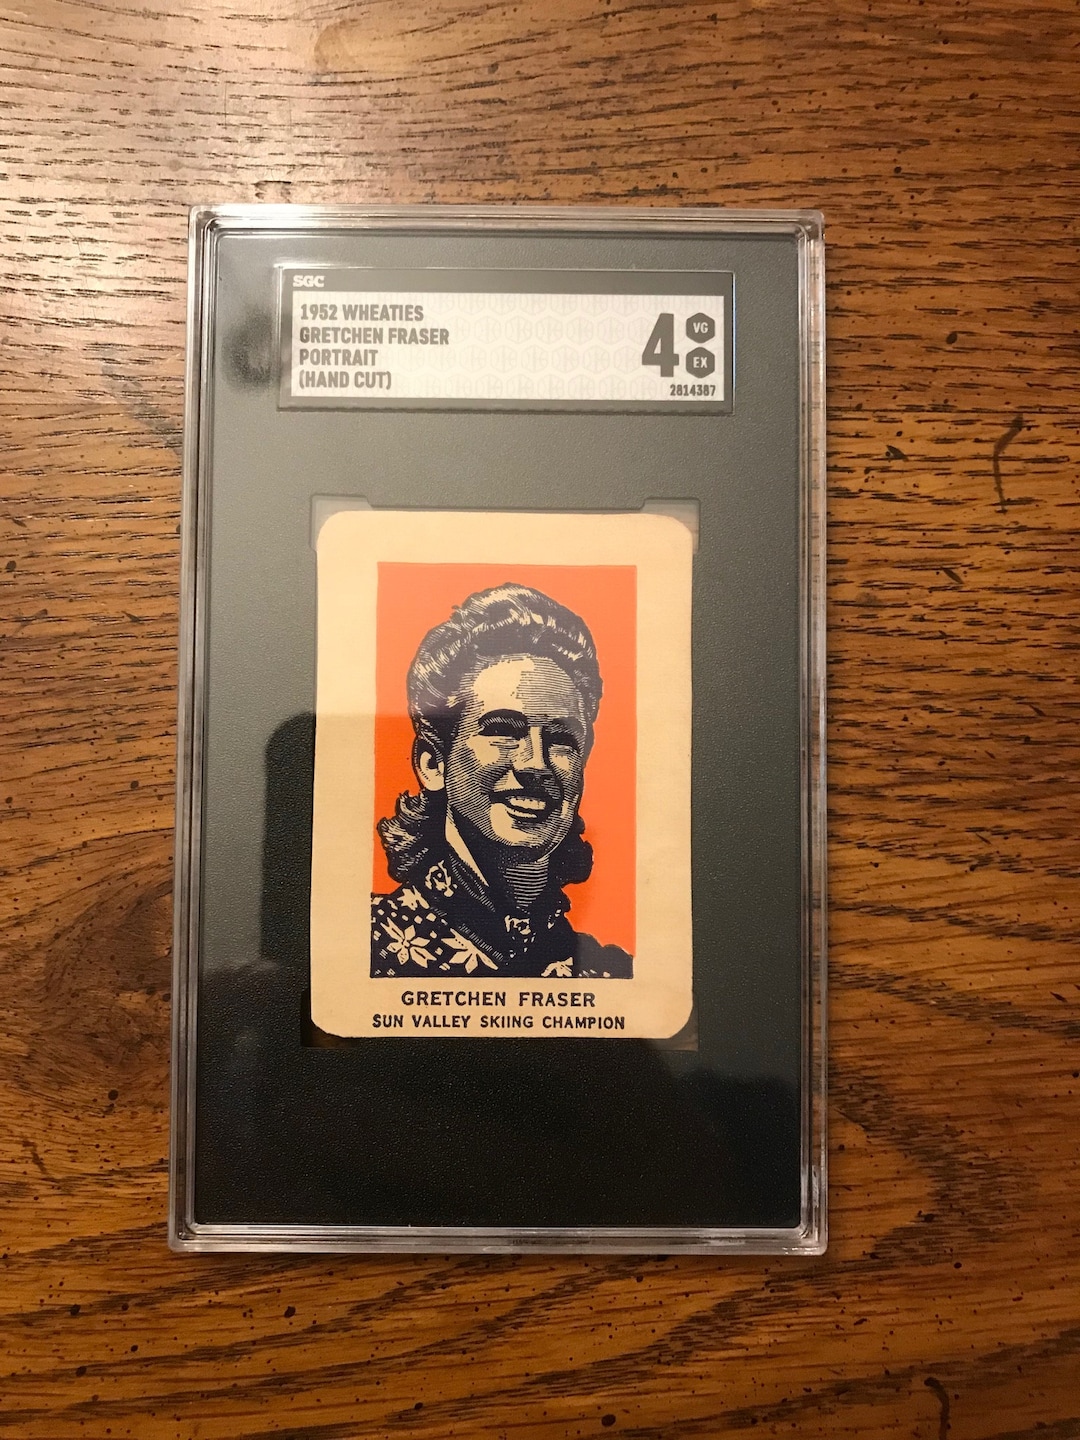 SGC
1952 WHEATIES
GRETCHEN FRASER
PORTRAIT
(HAND CUT)
4 VG
EX
2814387
GRETCHEN FRASER
SUN VALLEY SKIING CHAMPION